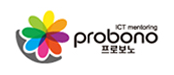 ICT mentoring
probono
프로보노